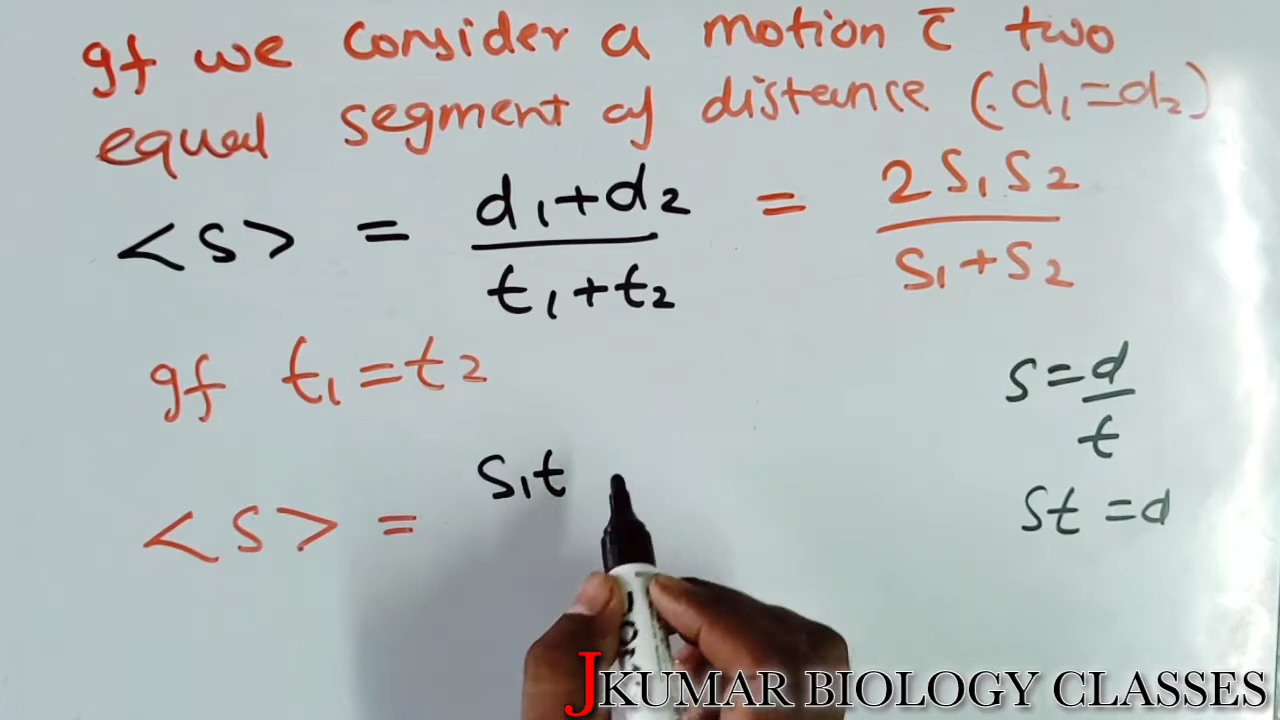 If we consider a motion c̄ two
equal segment of distance (.d₁=d₂)
<s> = d₁+d₂ / t₁+t₂ = 2S₁S₂ / S₁+S₂
If t₁=t₂
s=d/t
<s> = S₁t
st=d
JKUMAR BIOLOGY CLASSES